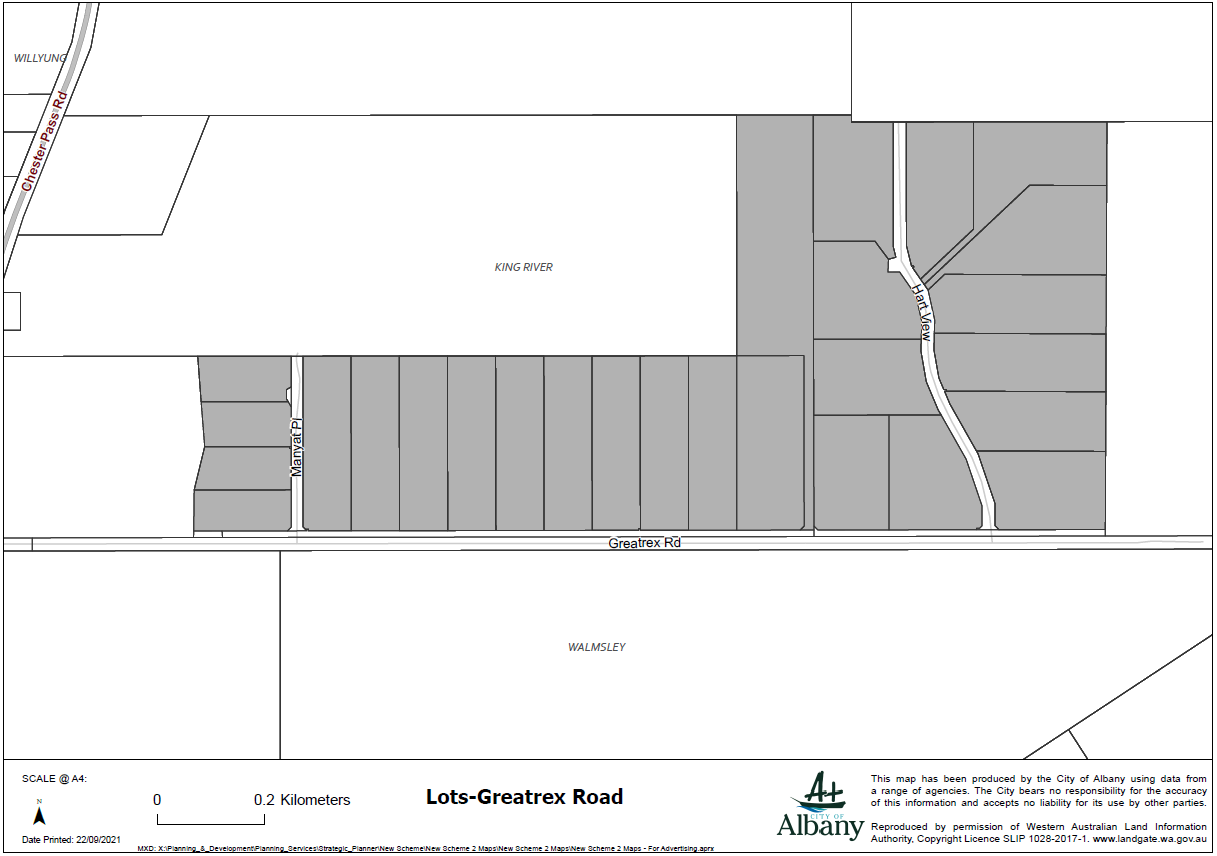 WILLYUNG
Chester Pass Rd
KING RIVER
Hart View
Manyat Pl
Greatrex Rd
WALMSLEY
SCALE @ A4:
N
0 0.2 Kilometers
Date Printed: 22/09/2021
Lots-Greatrex Road
MXD: X:\Planning_&_Development\Planning_Services\Strategic_Planner\New Scheme\New Scheme 2 Maps\New Scheme 2 Maps\New Scheme 2 Maps - For Advertising.aprx
CITY OF
Albany
This map has been produced by the City of Albany using data from
a range of agencies. The City bears no responsibility for the accuracy
of this information and accepts no liability for its use by other parties.
Reproduced by permission of Western Australian Land Information
Authority, Copyright Licence SLIP 1028-2017-1. www.landgate.wa.gov.au